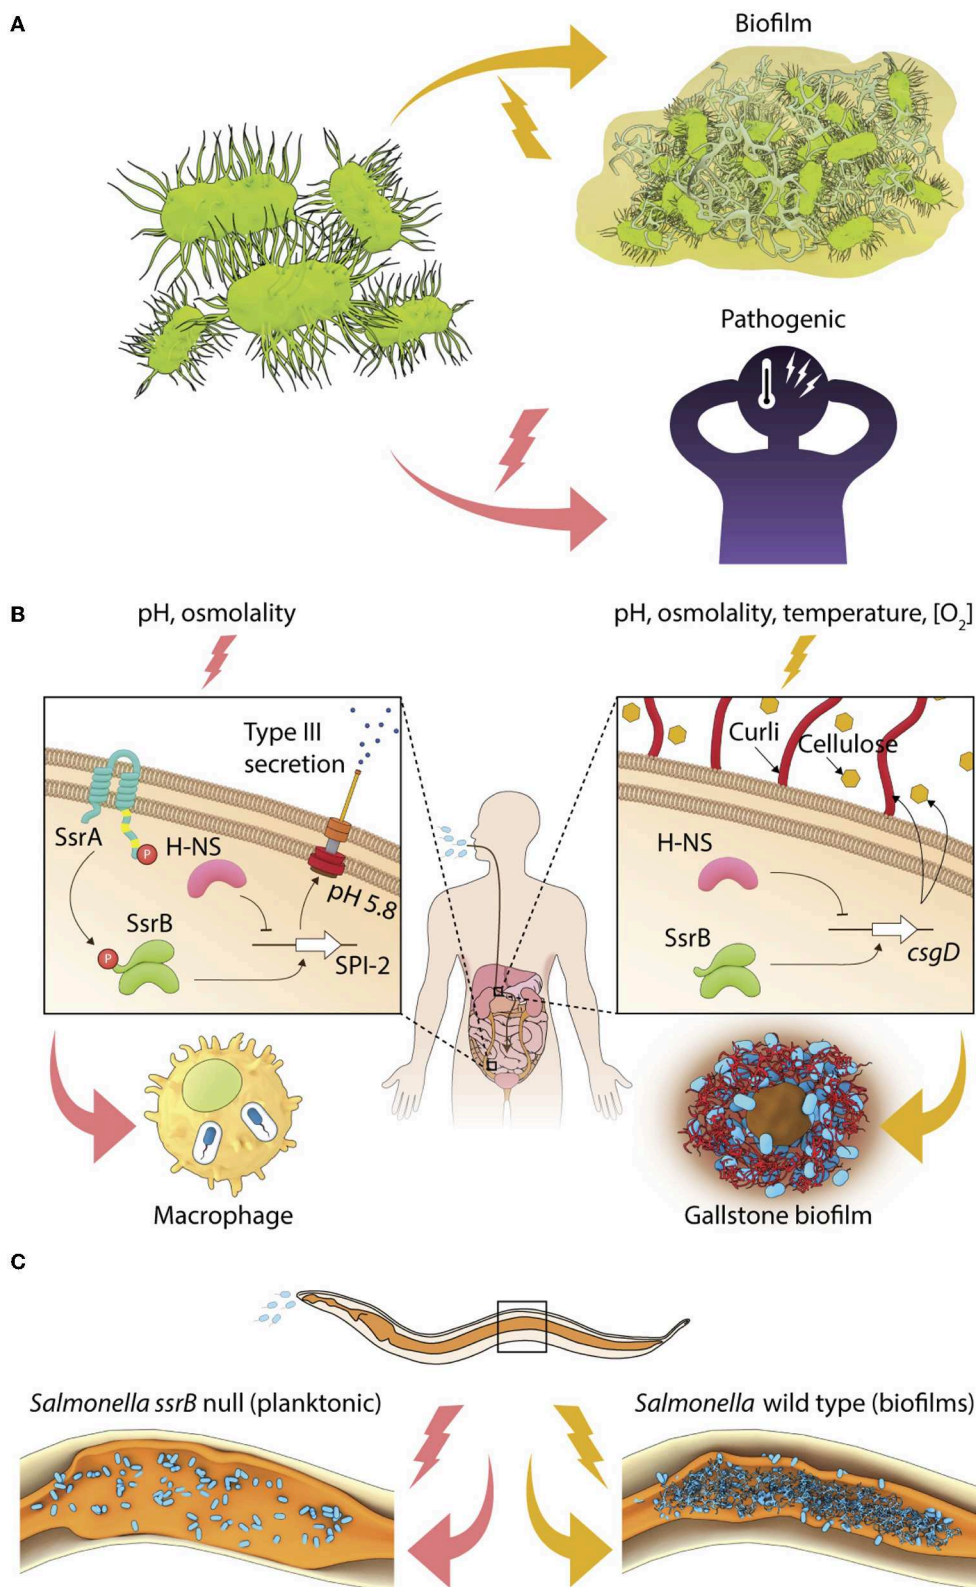 A
Biofilm
Pathogenic
B
pH, osmolality
pH, osmolality, temperature, [O₂]
Type III
secretion
SsrA
P
H-NS
pH 5.8
SsrB
P
SPI-2
Curli
Cellulose
H-NS
SsrB
csgD
Macrophage
Gallstone biofilm
C
Salmonella ssrB null (planktonic)
Salmonella wild type (biofilms)